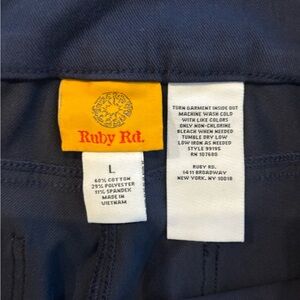 Ruby Rd.
L
60% COTTON
29% POLYESTER
11% SPANDEX
MADE IN
VIETNAM
TURN GARMENT INSIDE OUT
MACHINE WASH COLD
WITH LIKE COLORS
ONLY NON-CHLORINE
BLEACH WHEN NEEDED
TUMBLE DRY LOW
LOW IRON AS NEEDED
STYLE 99195
RN 107600
RUBY RD.
1411 BROADWAY
NEW YORK, NY 10018